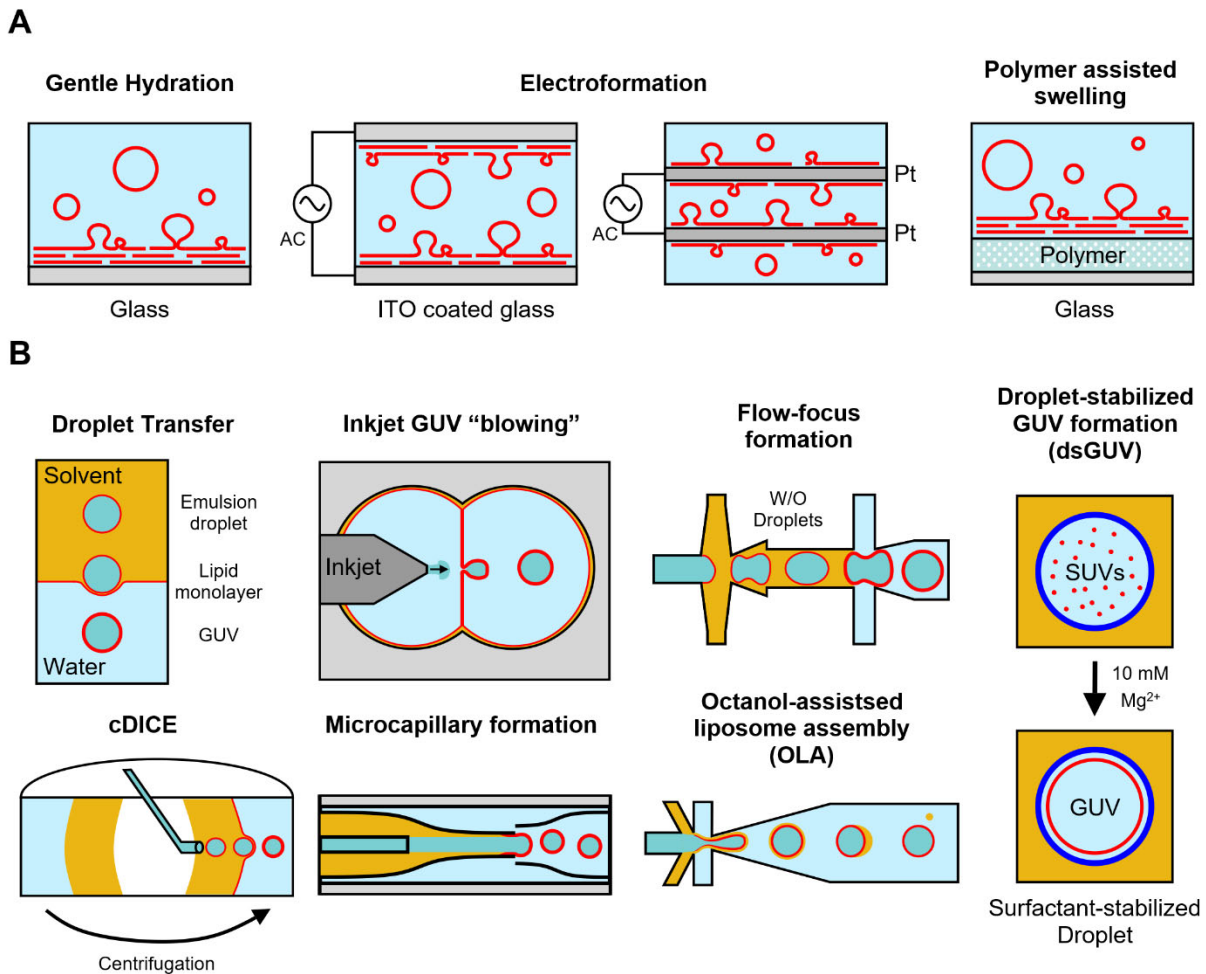 A
Gentle Hydration
Electroformation
Polymer assisted
swelling
AC
AC
Pt
Pt
Polymer
Glass
ITO coated glass
Glass
B
Droplet Transfer
Solvent
Emulsion
droplet
Lipid
monolayer
GUV
Water
Inkjet GUV “blowing”
Inkjet
Flow-focus
formation
W/O
Droplets
Droplet-stabilized
GUV formation
(dsGUV)
SUVs
10 mM
Mg²⁺
cDICE
Centrifugation
Microcapillary formation
Octanol-assistsed
liposome assembly
(OLA)
GUV
Surfactant-stabilized
Droplet